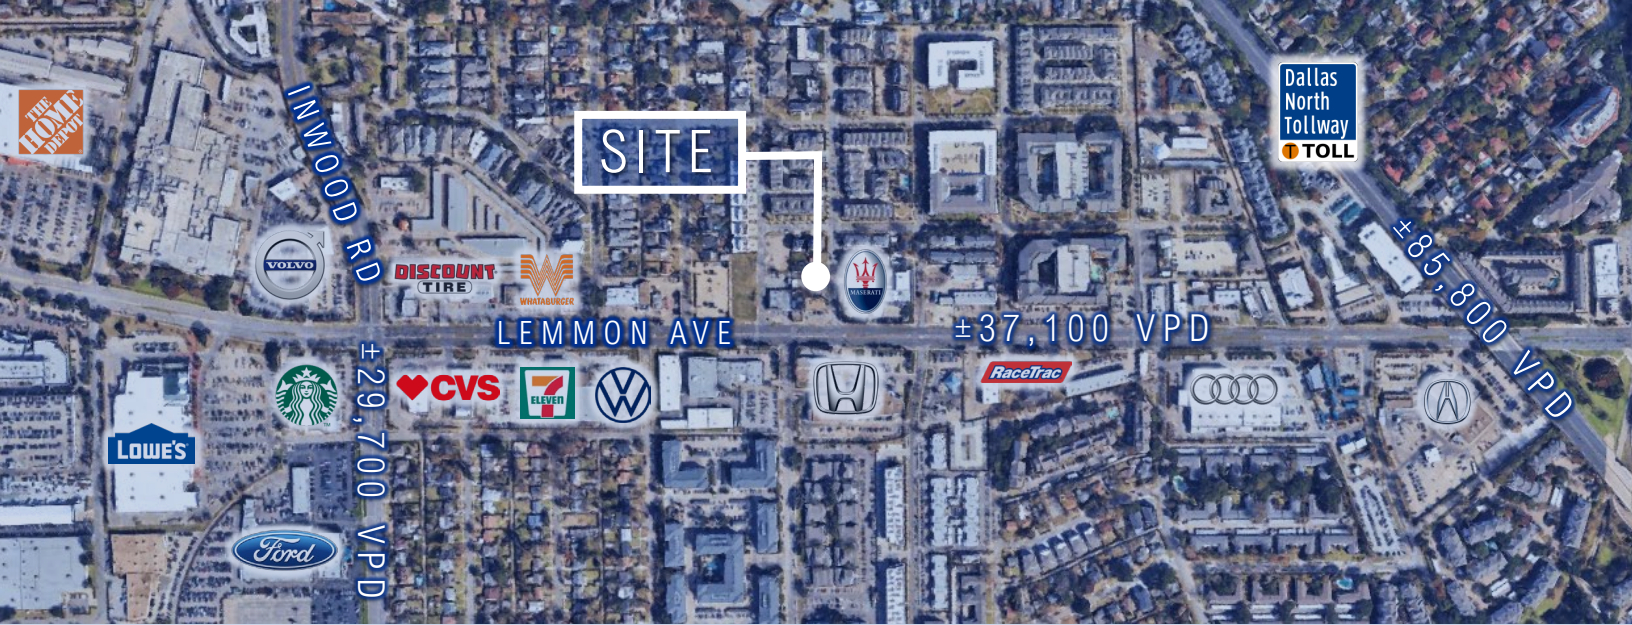 THE
HOME
DEPOT
INWOOD RD
SITE
Dallas
North
Tollway
T TOLL
VOLVO
DISCOUNT
TIRE
WHATABURGER
MASERATI
±85,800 VPD
LEMMON AVE
±37,100 VPD
±29,700 VPD
CVS
7
ELEVEN
RaceTrac
LOWE'S
Ford